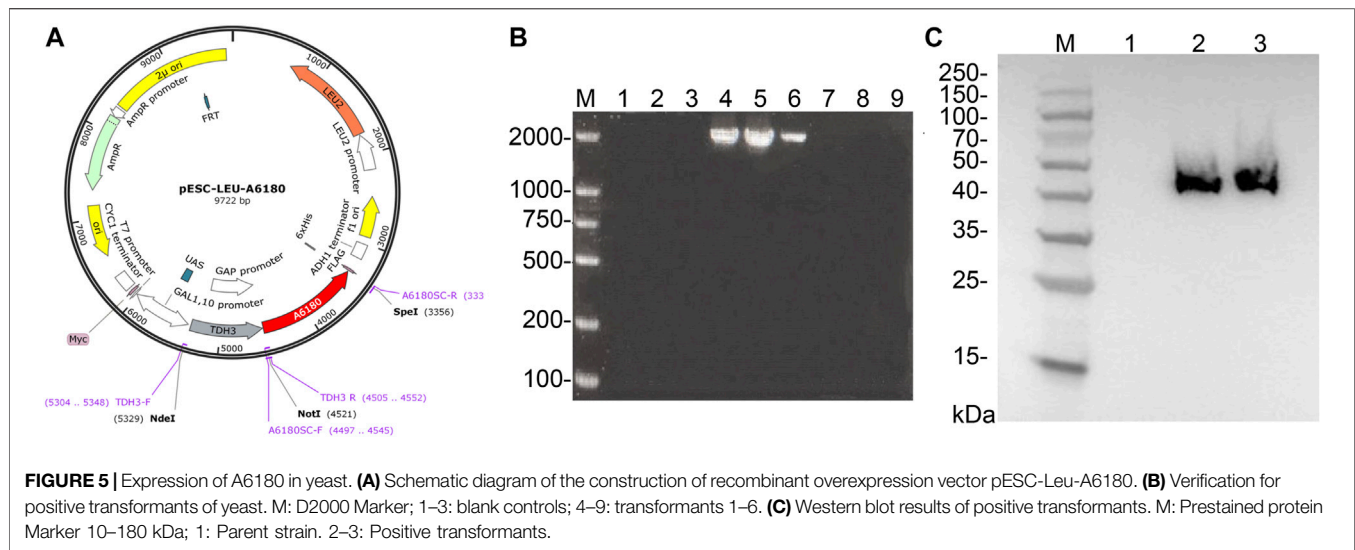 A
9000
1000
2µ ori
AmpR promoter
FRT
LEU2
2000
LEU2 promoter
8000
AmpR
pESC-LEU-A6180
9722 bp
f1 ori
6xHis
ADH1 terminator
FLAG
3000
7000
ori
CYC1 terminator
T7 promoter
UAS
GAP promoter
GAL1,10 promoter
A6180SC-R (333
SpeI (3356)
A6180
4000
TDH3
5000
6000
Myc
(5304 .. 5348) TDH3-F
(5329) NdeI
TDH3 R (4505 .. 4552)
NotI (4521)
A6180SC-F (4497 .. 4545)
B
M 1 2 3 4 5 6 7 8 9
2000-
1000-
750-
500-
200-
100-
C
M 1 2 3
250-
150-
100-
70-
50-
40-
35-
25-
15-
kDa
FIGURE 5 | Expression of A6180 in yeast. (A) Schematic diagram of the construction of recombinant overexpression vector pESC-Leu-A6180. (B) Verification for
positive transformants of yeast. M: D2000 Marker; 1–3: blank controls; 4–9: transformants 1–6. (C) Western blot results of positive transformants. M: Prestained protein
Marker 10–180 kDa; 1: Parent strain. 2–3: Positive transformants.